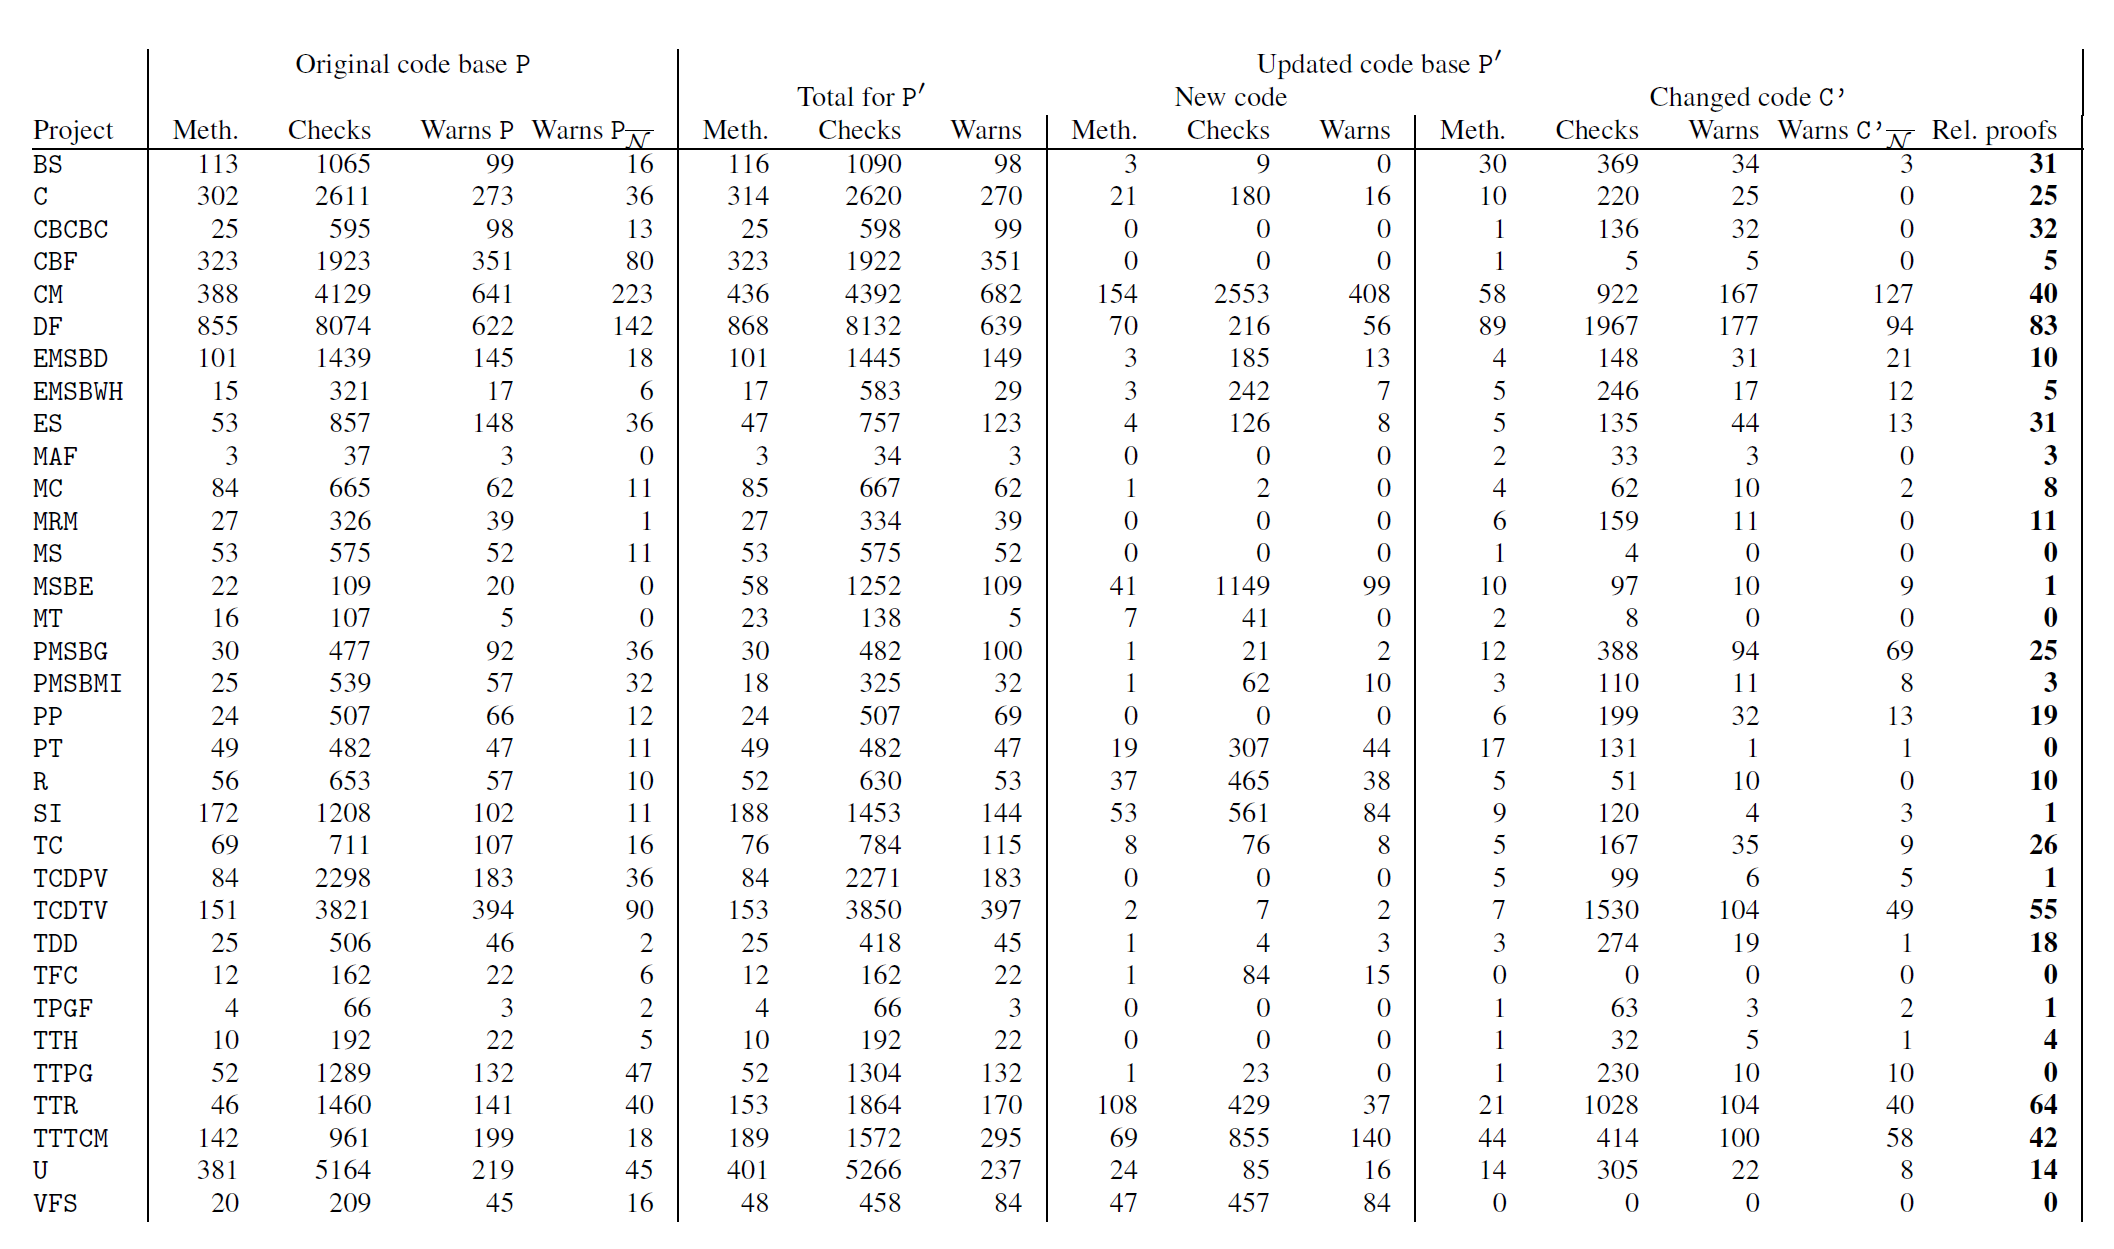 Original code base P Updated code base P′
Total for P′ New code Changed code C’
Project Meth. Checks Warns P Warns P𝒩̅ Meth. Checks Warns Meth. Checks Warns Meth. Checks Warns Warns C’𝒩̅ Rel. proofs
BS 113 1065 99 16 116 1090 98 3 9 0 30 369 34 3 31
C 302 2611 273 36 314 2620 270 21 180 16 10 220 25 0 25
CBCBC 25 595 98 13 25 598 99 0 0 0 1 136 32 0 32
CBF 323 1923 351 80 323 1922 351 0 0 0 1 5 5 0 5
CM 388 4129 641 223 436 4392 682 154 2553 408 58 922 167 127 40
DF 855 8074 622 142 868 8132 639 70 216 56 89 1967 177 94 83
EMSBD 101 1439 145 18 101 1445 149 3 185 13 4 148 31 21 10
EMSBWH 15 321 17 6 17 583 29 3 242 7 5 246 17 12 5
ES 53 857 148 36 47 757 123 4 126 8 5 135 44 13 31
MAF 3 37 3 0 3 34 3 0 0 0 2 33 3 0 3
MC 84 665 62 11 85 667 62 1 2 0 4 62 10 2 8
MRM 27 326 39 1 27 334 39 0 0 0 6 159 11 0 11
MS 53 575 52 11 53 575 52 0 0 0 1 4 0 0 0
MSBE 22 109 20 0 58 1252 109 41 1149 99 10 97 10 9 1
MT 16 107 5 0 23 138 5 7 41 0 2 8 0 0 0
PMSBG 30 477 92 36 30 482 100 1 21 2 12 388 94 69 25
PMSBMI 25 539 57 32 18 325 32 1 62 10 3 110 11 8 3
PP 24 507 66 12 24 507 69 0 0 0 6 199 32 13 19
PT 49 482 47 11 49 482 47 19 307 44 17 131 1 1 0
R 56 653 57 10 52 630 53 37 465 38 5 51 10 0 10
SI 172 1208 102 11 188 1453 144 53 561 84 9 120 4 3 1
TC 69 711 107 16 76 784 115 8 76 8 5 167 35 9 26
TCDPV 84 2298 183 36 84 2271 183 0 0 0 5 99 6 5 1
TCDTV 151 3821 394 90 153 3850 397 2 7 2 7 1530 104 49 55
TDD 25 506 46 2 25 418 45 1 4 3 3 274 19 1 18
TFC 12 162 22 6 12 162 22 1 84 15 0 0 0 0 0
TPGF 4 66 3 2 4 66 3 0 0 0 1 63 3 2 1
TTH 10 192 22 5 10 192 22 0 0 0 1 32 5 1 4
TTPG 52 1289 132 47 52 1304 132 1 23 0 1 230 10 10 0
TTR 46 1460 141 40 153 1864 170 108 429 37 21 1028 104 40 64
TTTCM 142 961 199 18 189 1572 295 69 855 140 44 414 100 58 42
U 381 5164 219 45 401 5266 237 24 85 16 14 305 22 8 14
VFS 20 209 45 16 48 458 84 47 457 84 0 0 0 0 0